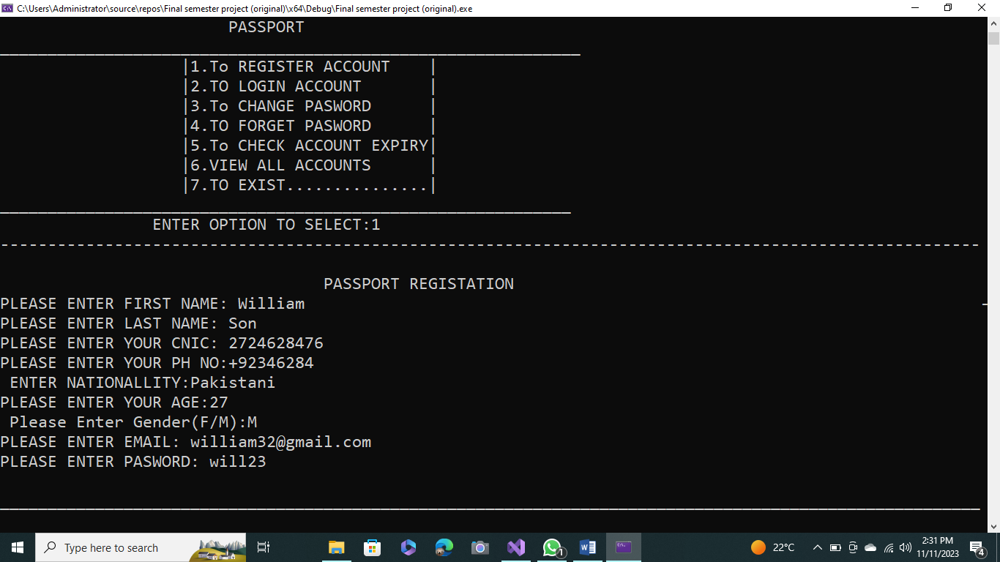 C:\Users\Administrator\source\repos\Final semester project (original)\x64\Debug\Final semester project (original).exe
PASSPORT
_____________________________________________________________
|1.To REGISTER ACCOUNT    |
|2.TO LOGIN ACCOUNT       |
|3.To CHANGE PASWORD      |
|4.TO FORGET PASWORD      |
|5.To CHECK ACCOUNT EXPIRY|
|6.VIEW ALL ACCOUNTS      |
|7.TO EXIST...............|
____________________________________________________________
ENTER OPTION TO SELECT:1
-------------------------------------------------------------------------------------------------------
PASSPORT REGISTATION
PLEASE ENTER FIRST NAME: William
PLEASE ENTER LAST NAME: Son
PLEASE ENTER YOUR CNIC: 2724628476
PLEASE ENTER YOUR PH NO:+92346284
ENTER NATIONALLITY:Pakistani
PLEASE ENTER YOUR AGE:27
Please Enter Gender(F/M):M
PLEASE ENTER EMAIL: william32@gmail.com
PLEASE ENTER PASWORD: will23
_______________________________________________________________________________________________________
Type here to search
1
22°C
2:31 PM
11/11/2023
4